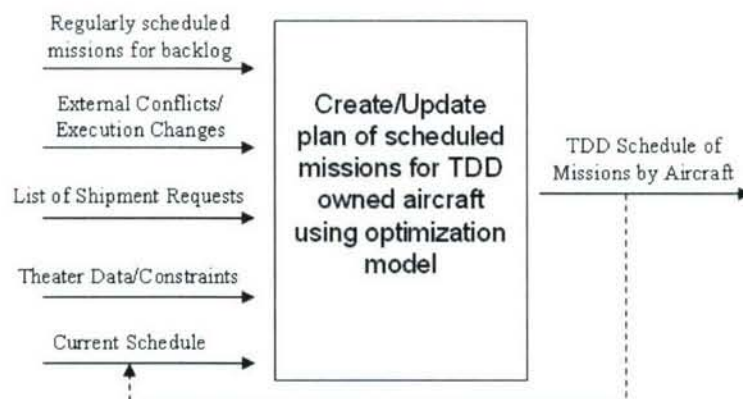 Regularly scheduled
missions for backlog
External Conflicts/
Execution Changes
List of Shipment Requests
Theater Data/Constraints
Current Schedule
Create/Update
plan of scheduled
missions for TDD
owned aircraft
using optimization
model
TDD Schedule of
Missions by Aircraft